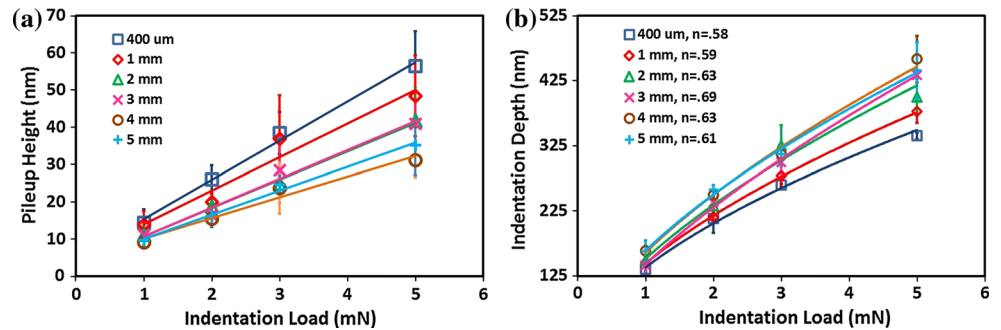 (a)
Pileup Height (nm)
70
60
50
40
30
20
10
0
400 um
1 mm
2 mm
3 mm
4 mm
5 mm
0 1 2 3 4 5 6
Indentation Load (mN)
(b)
Indentation Depth (nm)
525
425
325
225
125
400 um, n=.58
1 mm, n=.59
2 mm, n=.63
3 mm, n=.69
4 mm, n=.63
5 mm, n=.61
0 1 2 3 4 5 6
Indentation Load (mN)